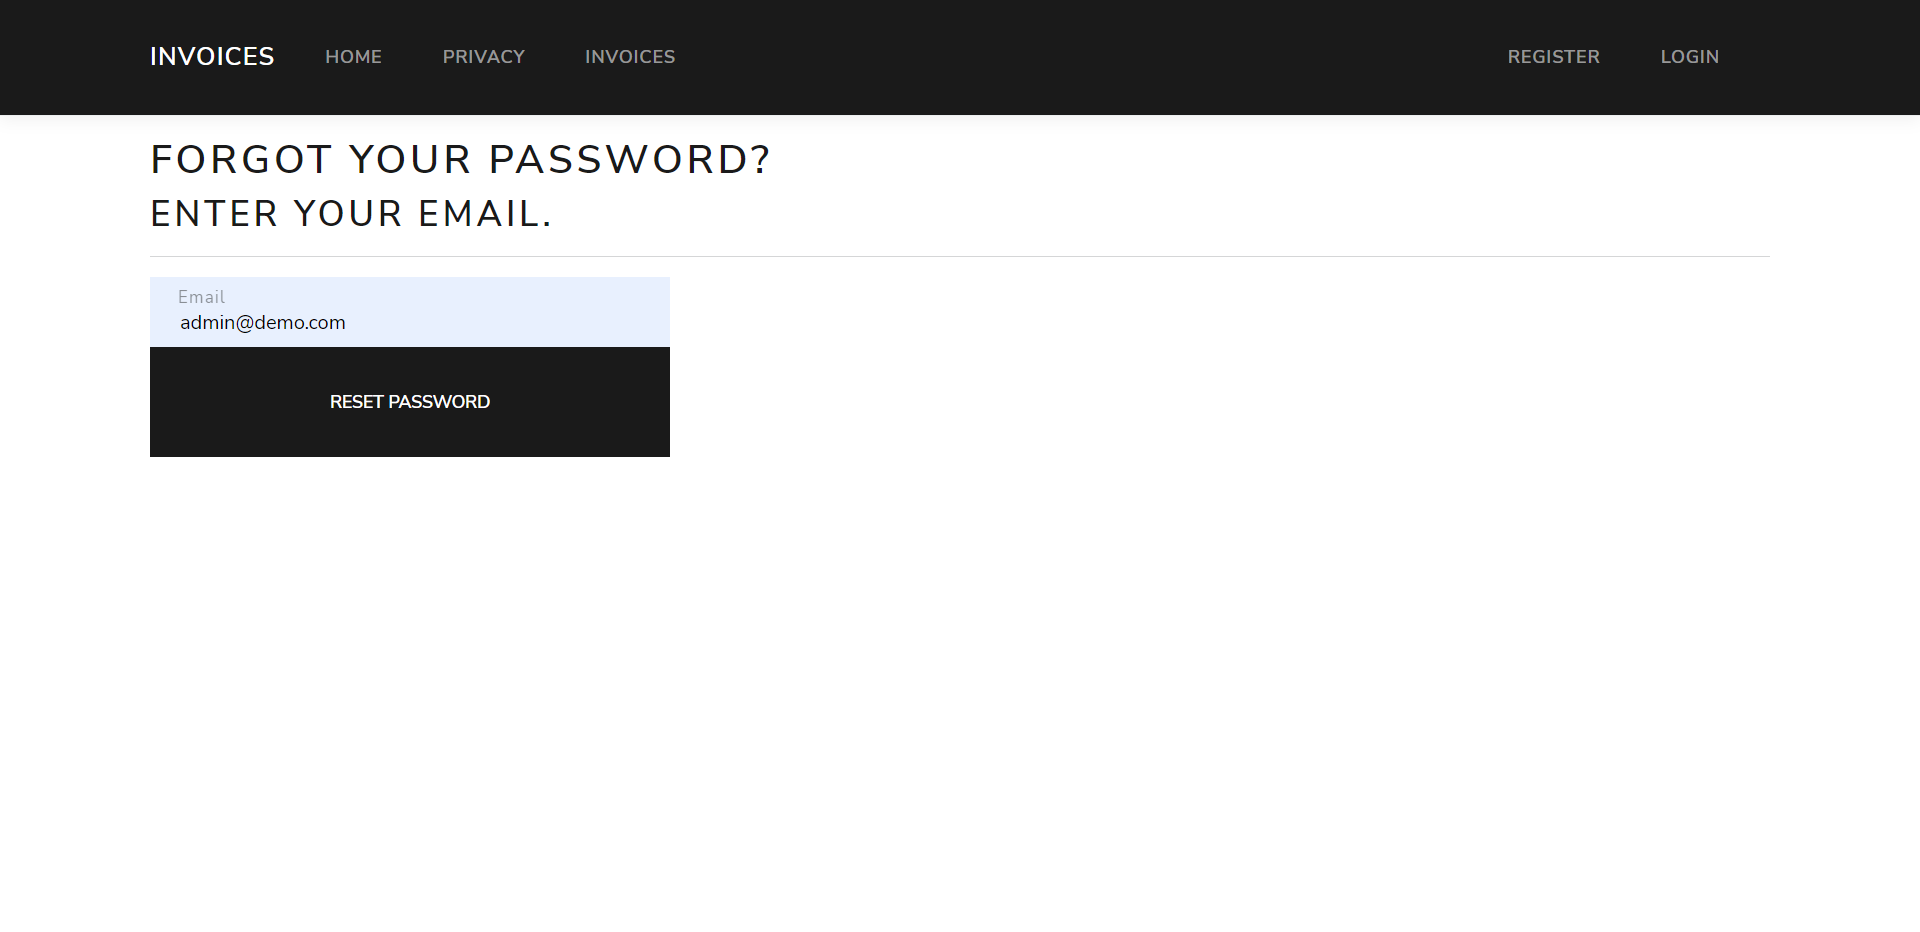 INVOICES HOME PRIVACY INVOICES REGISTER LOGIN
FORGOT YOUR PASSWORD?
ENTER YOUR EMAIL.
Email
admin@demo.com
RESET PASSWORD